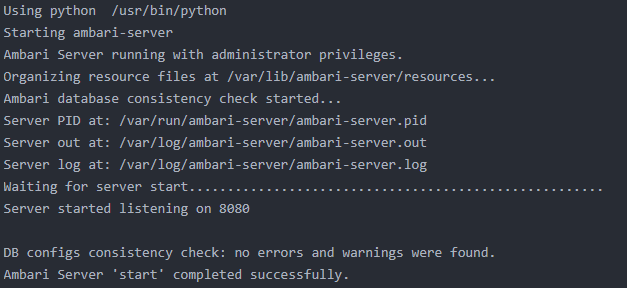 Using python  /usr/bin/python
Starting ambari-server
Ambari Server running with administrator privileges.
Organizing resource files at /var/lib/ambari-server/resources...
Ambari database consistency check started...
Server PID at: /var/run/ambari-server/ambari-server.pid
Server out at: /var/log/ambari-server/ambari-server.out
Server log at: /var/log/ambari-server/ambari-server.log
Waiting for server start......................................................
Server started listening on 8080
DB configs consistency check: no errors and warnings were found.
Ambari Server 'start' completed successfully.